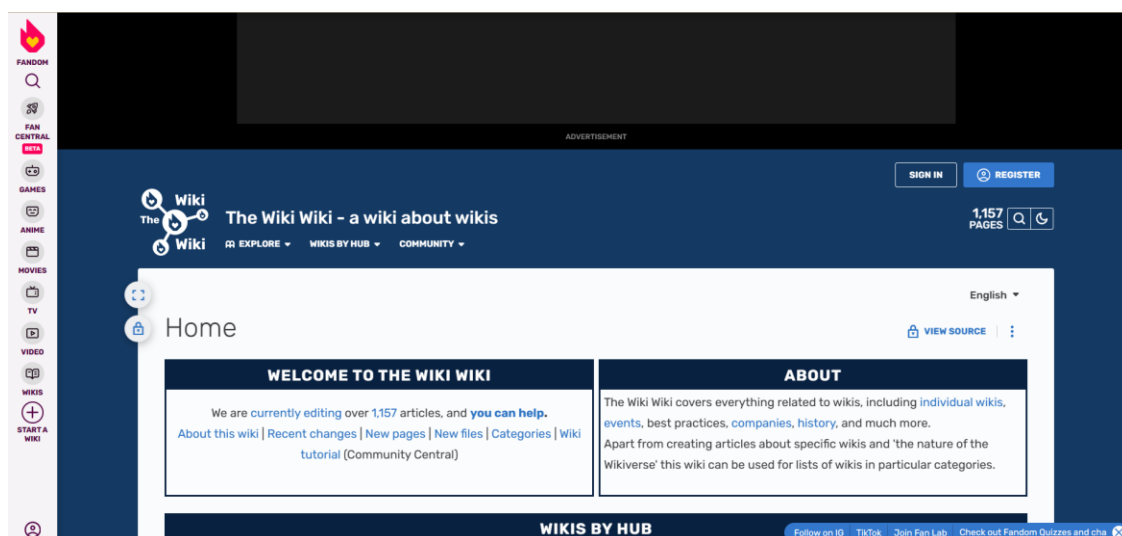 FANDOM
FAN
CENTRAL
BETA
GAMES
ANIME
MOVIES
TV
VIDEO
WIKIS
START A
WIKI
ADVERTISEMENT
SIGN IN
REGISTER
The Wiki Wiki
The Wiki Wiki - a wiki about wikis
1,157
PAGES
EXPLORE
WIKIS BY HUB
COMMUNITY
English
Home
VIEW SOURCE
WELCOME TO THE WIKI WIKI
We are currently editing over 1,157 articles, and you can help.
About this wiki | Recent changes | New pages | New files | Categories | Wiki
tutorial (Community Central)
ABOUT
The Wiki Wiki covers everything related to wikis, including individual wikis,
events, best practices, companies, history, and much more.
Apart from creating articles about specific wikis and 'the nature of the
Wikiverse' this wiki can be used for lists of wikis in particular categories.
WIKIS BY HUB
Follow on IG TikTok Join Fan Lab Check out Fandom Quizzes and cha